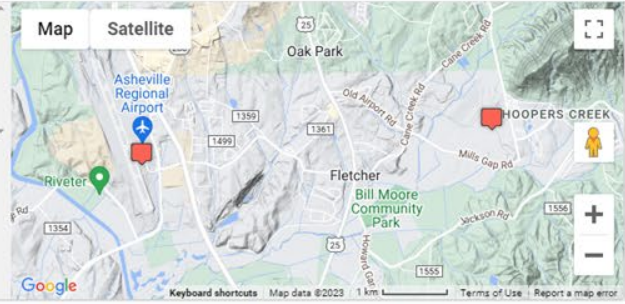 Map
Satellite
25
Oak Park
Cane Creek Rd
Asheville
Regional
Airport
Old Airport Rd
1359
HOOPERS CREEK
1361
Cane Creek Rd
1499
Mills Gap Rd
Riveter
Fletcher
Bill Moore
Community
Park
1556
Jackson Rd
1354
25
Howard Gap
1555
Google
Keyboard shortcuts
Map data ©2023
1 km
Terms of Use
Report a map error